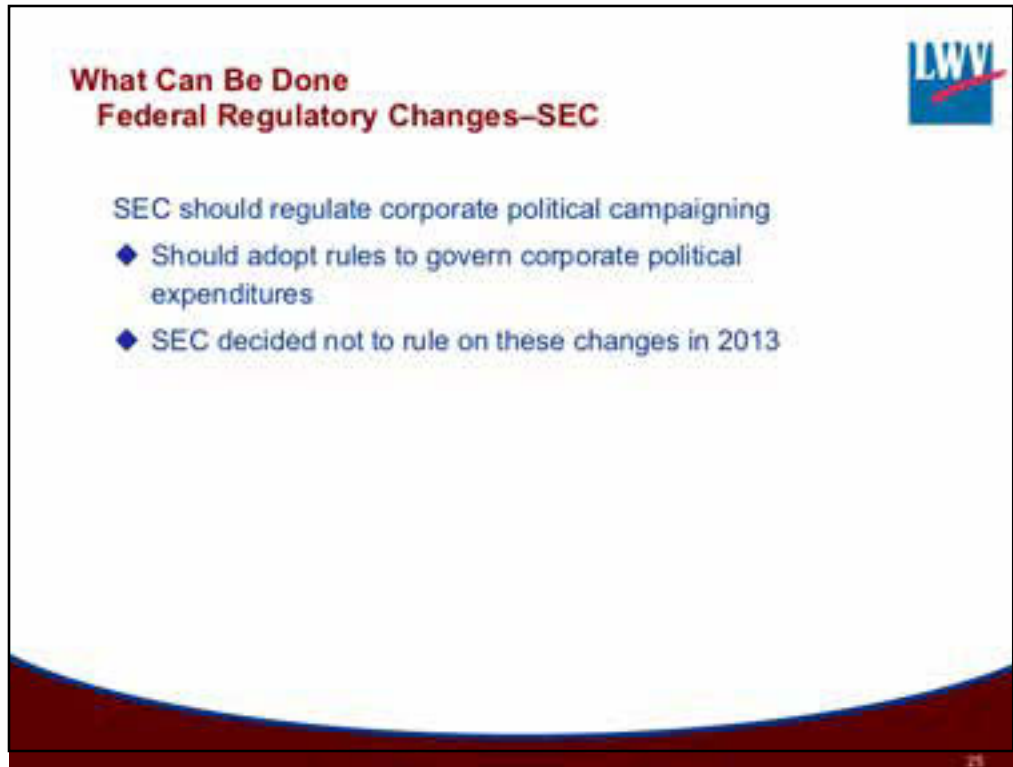 LWV
What Can Be Done
Federal Regulatory Changes–SEC
SEC should regulate corporate political campaigning
◆ Should adopt rules to govern corporate political
expenditures
◆ SEC decided not to rule on these changes in 2013